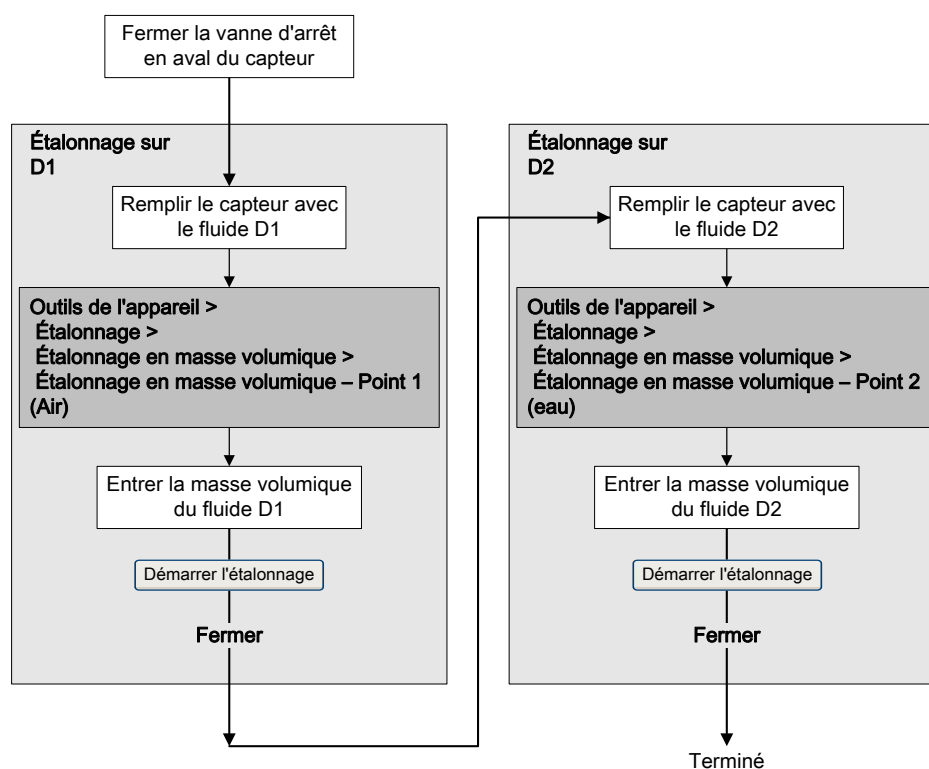 Fermer la vanne d'arrêt
en aval du capteur
Étalonnage sur
D1
Remplir le capteur avec
le fluide D1
Outils de l'appareil >
Étalonnage >
Étalonnage en masse volumique >
Étalonnage en masse volumique – Point 1
(Air)
Entrer la masse volumique
du fluide D1
Démarrer l'étalonnage
Fermer
Étalonnage sur
D2
Remplir le capteur avec
le fluide D2
Outils de l'appareil >
Étalonnage >
Étalonnage en masse volumique >
Étalonnage en masse volumique – Point 2
(eau)
Entrer la masse volumique
du fluide D2
Démarrer l'étalonnage
Fermer
Terminé